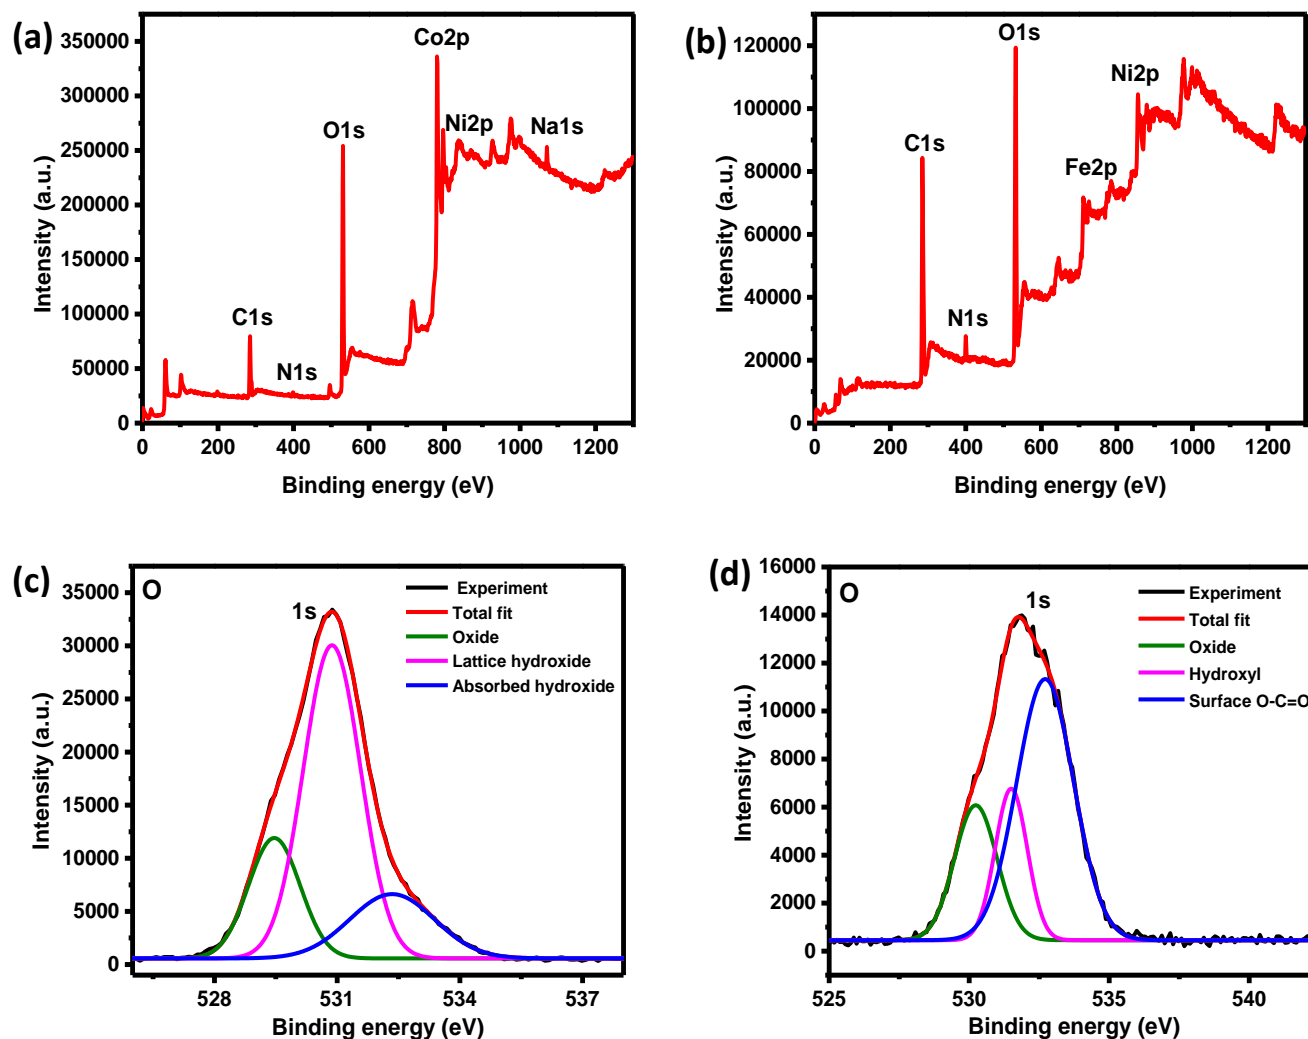 (a)
350000
300000
250000
200000
150000
100000
50000
0
Intensity (a.u.)
Co2p
O1s
Ni2p
Na1s
C1s
N1s
0 200 400 600 800 1000 1200
Binding energy (eV)
(b)
120000
100000
80000
60000
40000
20000
0
Intensity (a.u.)
O1s
Ni2p
C1s
Fe2p
N1s
0 200 400 600 800 1000 1200
Binding energy (eV)
(c)
35000
30000
25000
20000
15000
10000
5000
0
Intensity (a.u.)
O
1s
Experiment
Total fit
Oxide
Lattice hydroxide
Absorbed hydroxide
528 531 534 537
Binding energy (eV)
(d)
16000
14000
12000
10000
8000
6000
4000
2000
0
Intensity (a.u.)
O
1s
Experiment
Total fit
Oxide
Hydroxyl
Surface O-C=O
525 530 535 540
Binding energy (eV)